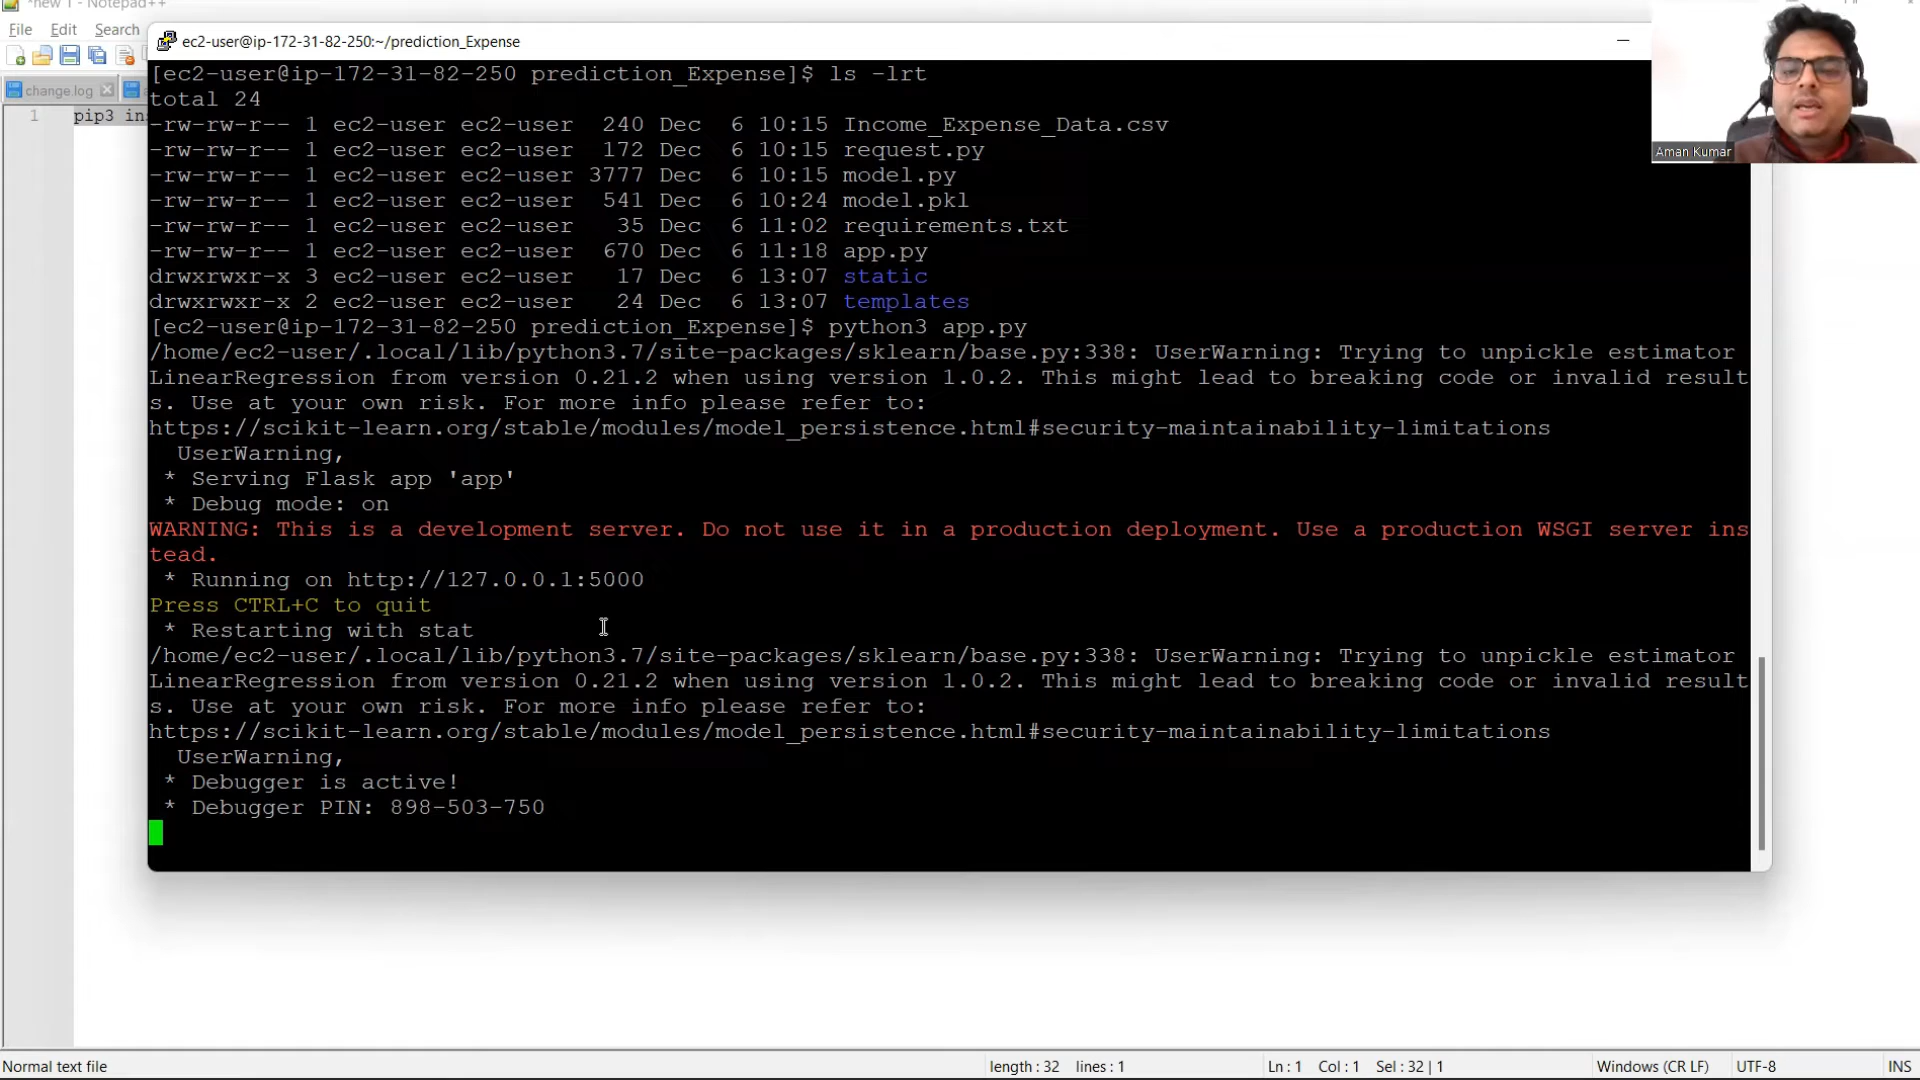 *new 1 - Notepad++
File Edit Search
ec2-user@ip-172-31-82-250:~/prediction_Expense
change.log
1 pip3 ins
[ec2-user@ip-172-31-82-250 prediction_Expense]$ ls -lrt
total 24
-rw-rw-r-- 1 ec2-user ec2-user 240 Dec 6 10:15 Income_Expense_Data.csv
-rw-rw-r-- 1 ec2-user ec2-user 172 Dec 6 10:15 request.py
-rw-rw-r-- 1 ec2-user ec2-user 3777 Dec 6 10:15 model.py
-rw-rw-r-- 1 ec2-user ec2-user 541 Dec 6 10:24 model.pkl
-rw-rw-r-- 1 ec2-user ec2-user 35 Dec 6 11:02 requirements.txt
-rw-rw-r-- 1 ec2-user ec2-user 670 Dec 6 11:18 app.py
drwxrwxr-x 3 ec2-user ec2-user 17 Dec 6 13:07 static
drwxrwxr-x 2 ec2-user ec2-user 24 Dec 6 13:07 templates
[ec2-user@ip-172-31-82-250 prediction_Expense]$ python3 app.py
/home/ec2-user/.local/lib/python3.7/site-packages/sklearn/base.py:338: UserWarning: Trying to unpickle estimator
LinearRegression from version 0.21.2 when using version 1.0.2. This might lead to breaking code or invalid result
s. Use at your own risk. For more info please refer to:
https://scikit-learn.org/stable/modules/model_persistence.html#security-maintainability-limitations
UserWarning,
* Serving Flask app 'app'
* Debug mode: on
WARNING: This is a development server. Do not use it in a production deployment. Use a production WSGI server ins
tead.
* Running on http://127.0.0.1:5000
Press CTRL+C to quit
* Restarting with stat
/home/ec2-user/.local/lib/python3.7/site-packages/sklearn/base.py:338: UserWarning: Trying to unpickle estimator
LinearRegression from version 0.21.2 when using version 1.0.2. This might lead to breaking code or invalid result
s. Use at your own risk. For more info please refer to:
https://scikit-learn.org/stable/modules/model_persistence.html#security-maintainability-limitations
UserWarning,
* Debugger is active!
* Debugger PIN: 898-503-750
Aman Kumar
Normal text file length : 32 lines : 1 Ln : 1 Col : 1 Sel : 32 | 1 Windows (CR LF) UTF-8 INS